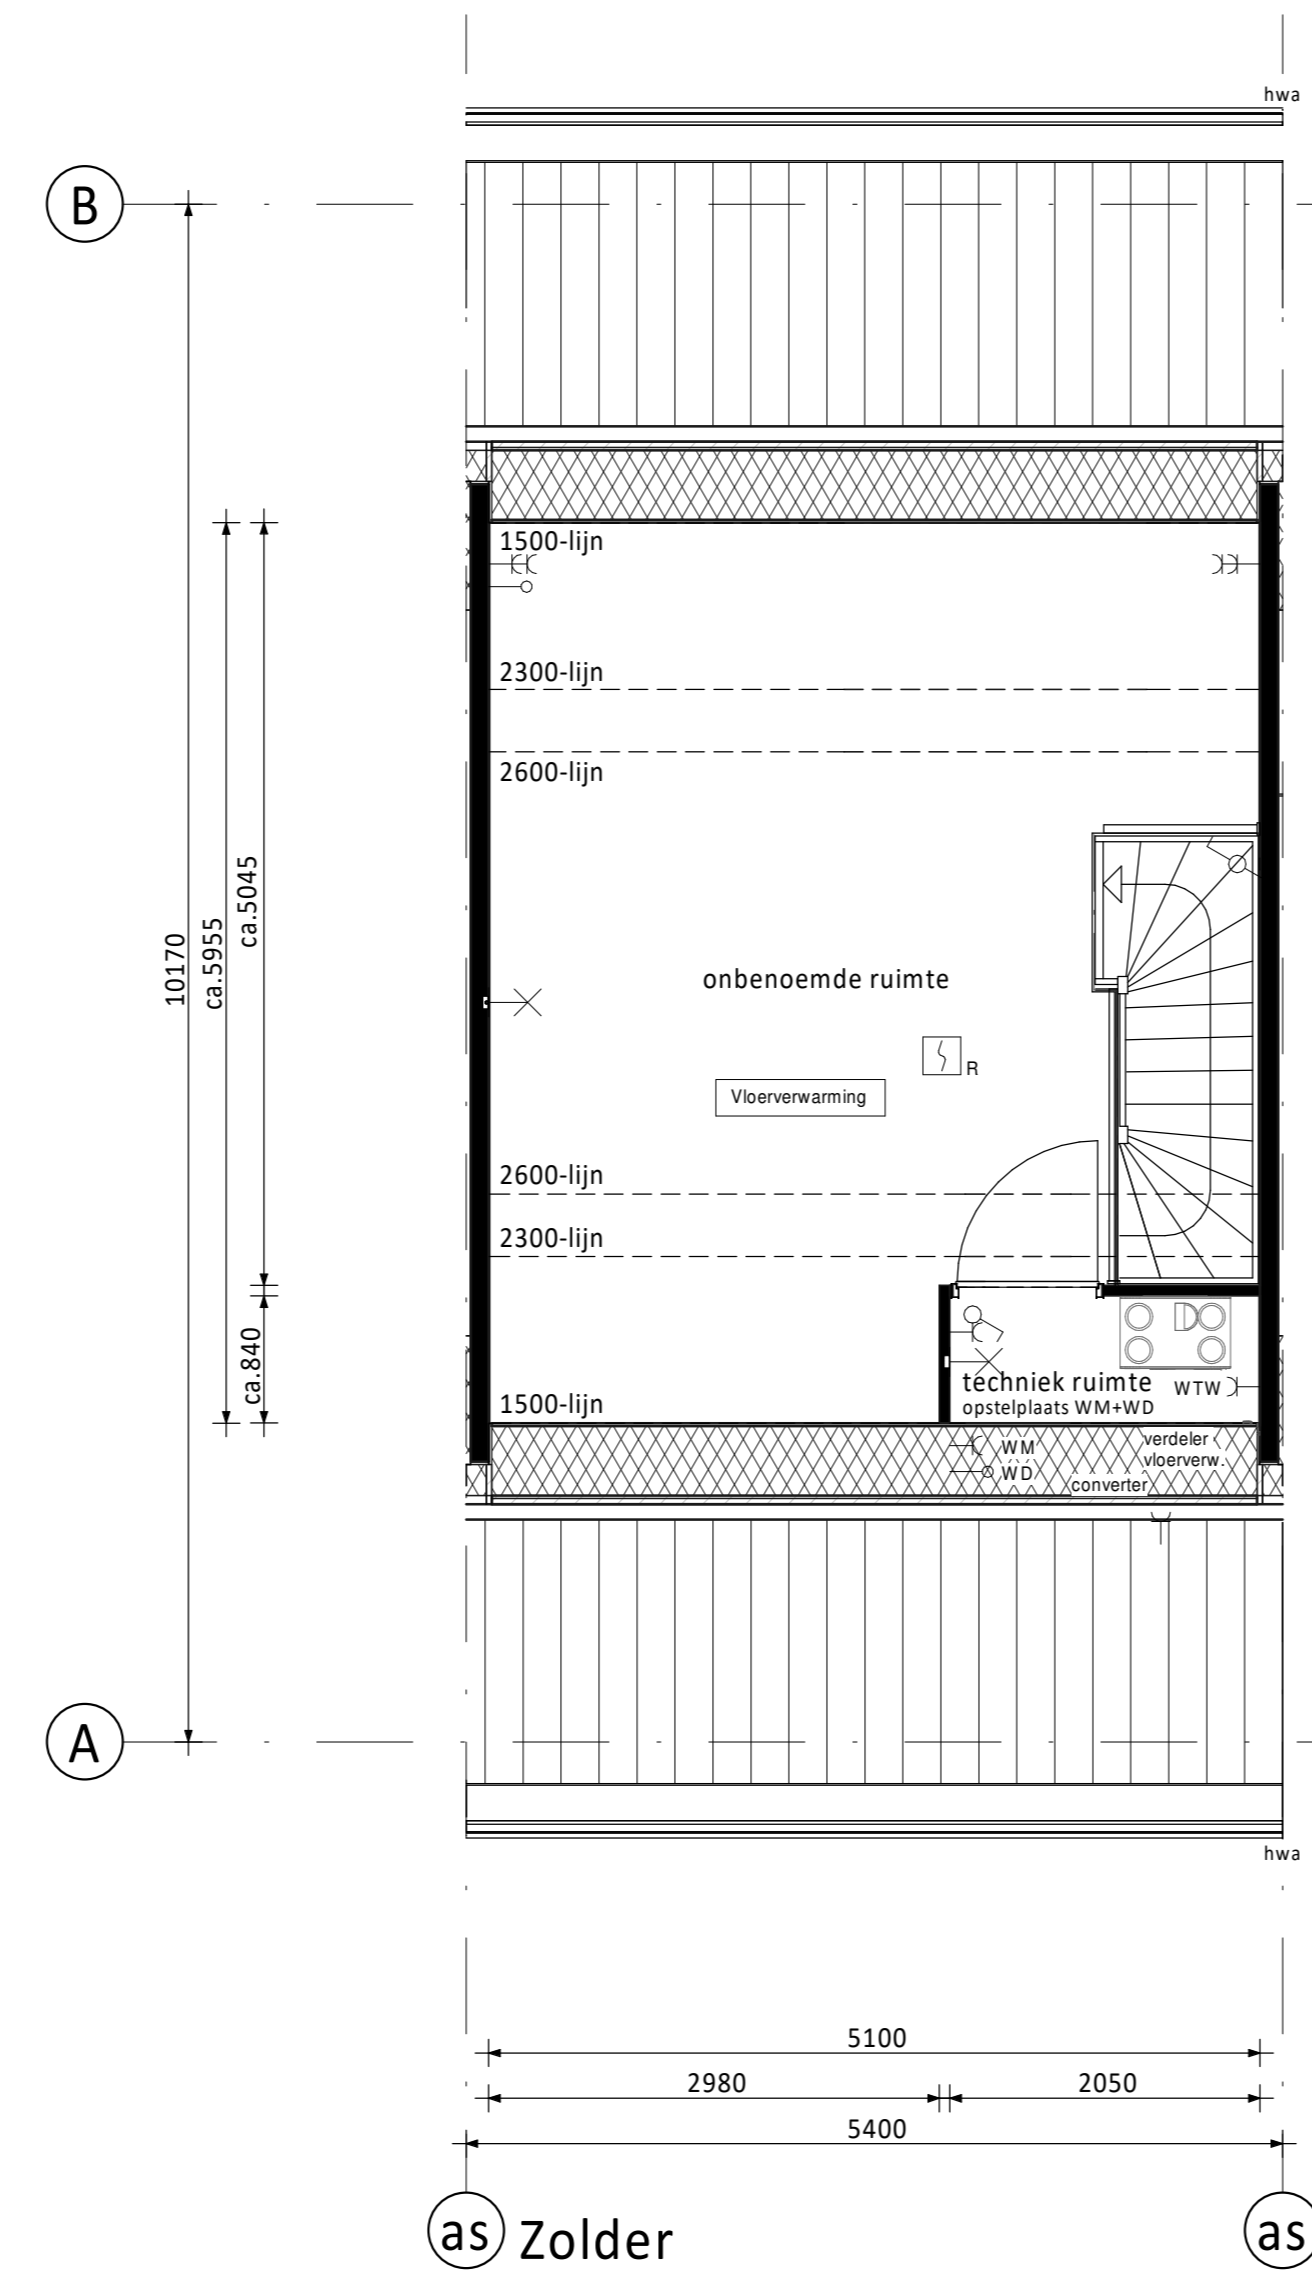 hwa
B
1500-lijn
2300-lijn
2600-lijn
10170
ca.5955
ca.5045
onbenoemde ruimte
R
Vloerverwarming
2600-lijn
2300-lijn
ca.840
techniek ruimte
WTW
opstelplaats WM+WD
1500-lijn
WM
WD
verdeler
vloerverw.
converter
A
hwa
5100
2980
2050
5400
as
Zolder
as